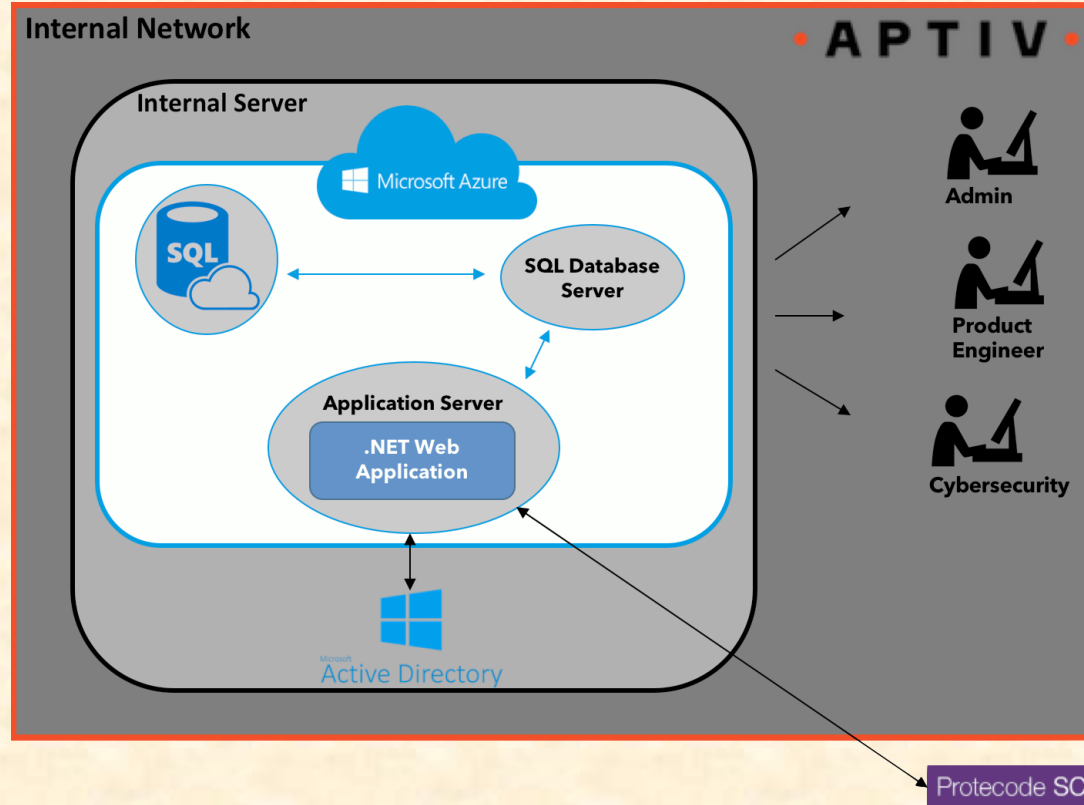 Internal Network
• A P T I V •
Internal Server
Microsoft Azure
Admin
SQL
SQL Database
Server
Product
Engineer
Application Server
.NET Web
Application
Cybersecurity
Microsoft
Active Directory
Protecode SC